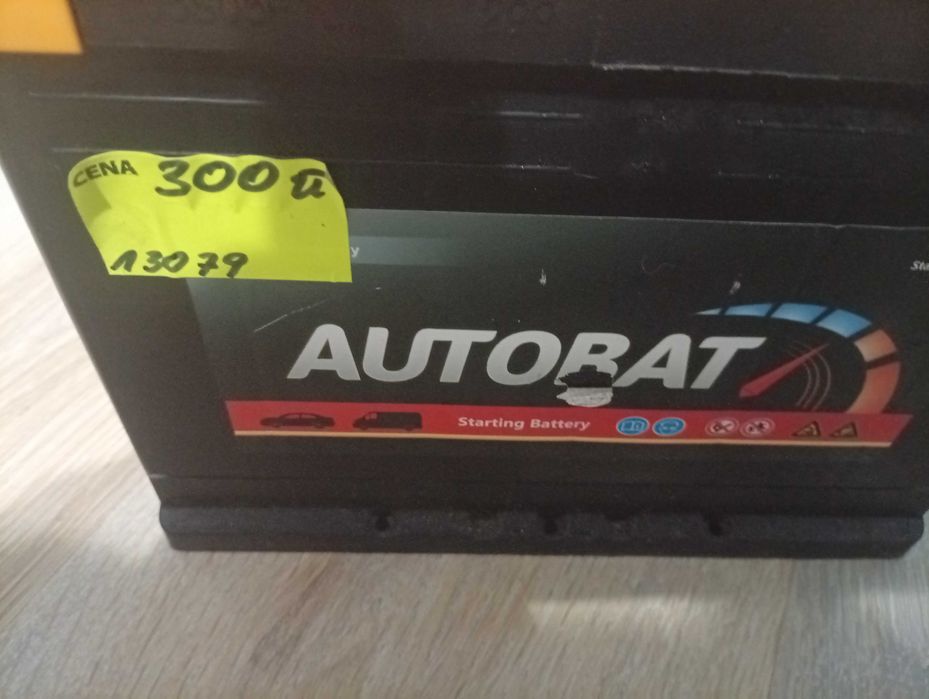 CENA 300 zł
13079
AUTOBAT
Starting Battery